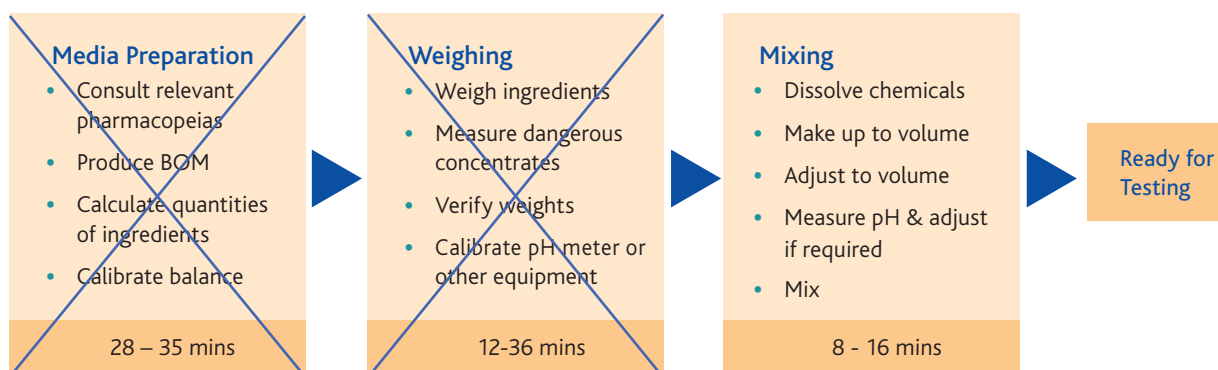 Media Preparation
• Consult relevant
pharmacopeias
• Produce BOM
• Calculate quantities
of ingredients
• Calibrate balance
28 – 35 mins
Weighing
• Weigh ingredients
• Measure dangerous
concentrates
• Verify weights
• Calibrate pH meter or
other equipment
12-36 mins
Mixing
• Dissolve chemicals
• Make up to volume
• Adjust to volume
• Measure pH & adjust
if required
• Mix
8 - 16 mins
Ready for
Testing